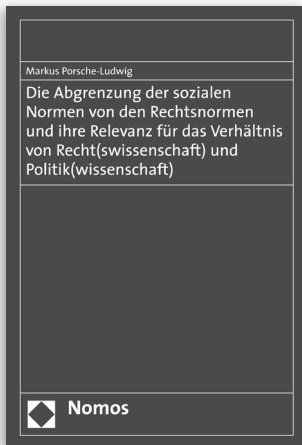 Markus Porsche-Ludwig
Die Abgrenzung der sozialen
Normen von den Rechtsnormen
und ihre Relevanz für das Verhältnis
von Recht(swissenschaft) und
Politik(wissenschaft)
Nomos